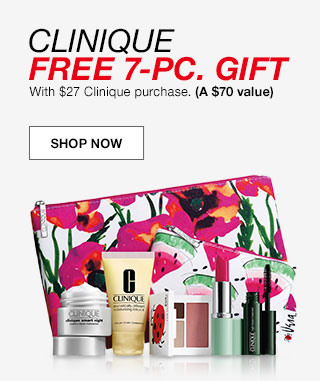 CLINIQUE
FREE 7-PC. GIFT
With $27 Clinique purchase. (A $70 value)
SHOP NOW
CLINIQUE
clinique smart night
CLINIQUE
dramatically different
moisturizing lotion+
Vera
CLINIQUE